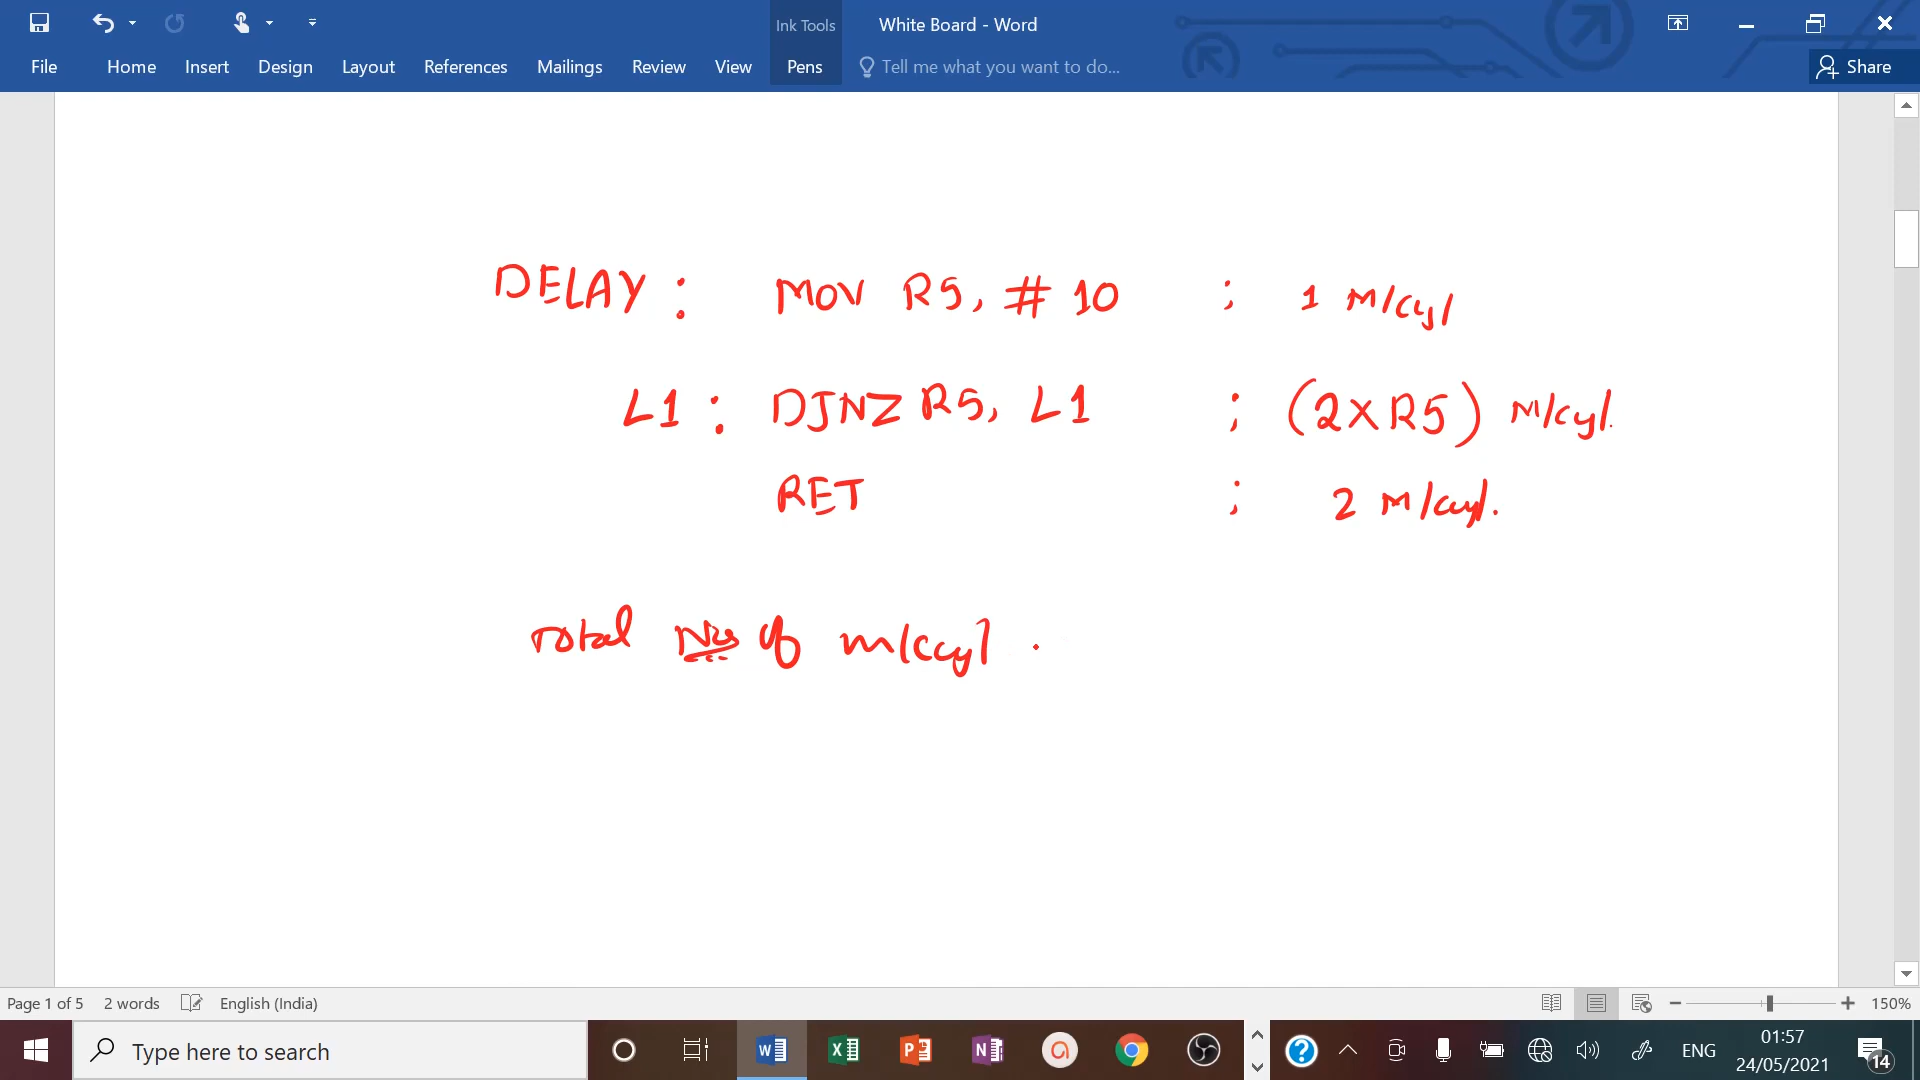 Ink Tools White Board - Word
File Home Insert Design Layout References Mailings Review View Pens Tell me what you want to do... Share
DELAY : MOV R5, # 10 ; 1 M/cyl
L1 : DJNZ R5, L1 ; (2 X R5) M/cyl.
RET ; 2 M/cyl.
Total No of m/cyl .
Page 1 of 5 2 words English (India) 150%
Type here to search ENG 01:57
24/05/2021 14